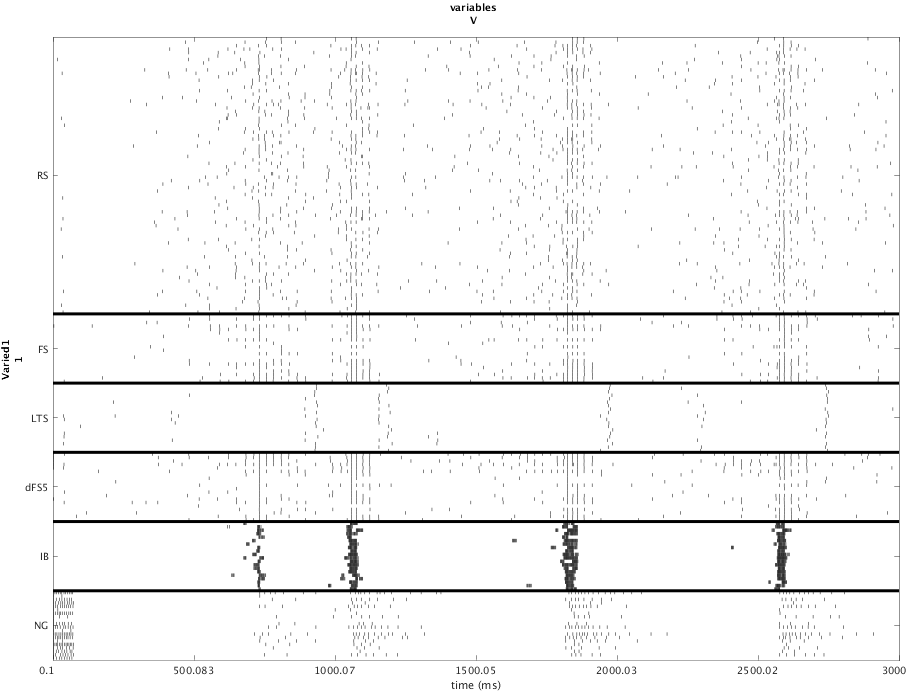 variables
V
RS
FS
LTS
dFS5
IB
NG
Varied1
1
0.1 500.083 1000.07 1500.05 2000.03 2500.02 3000
time (ms)